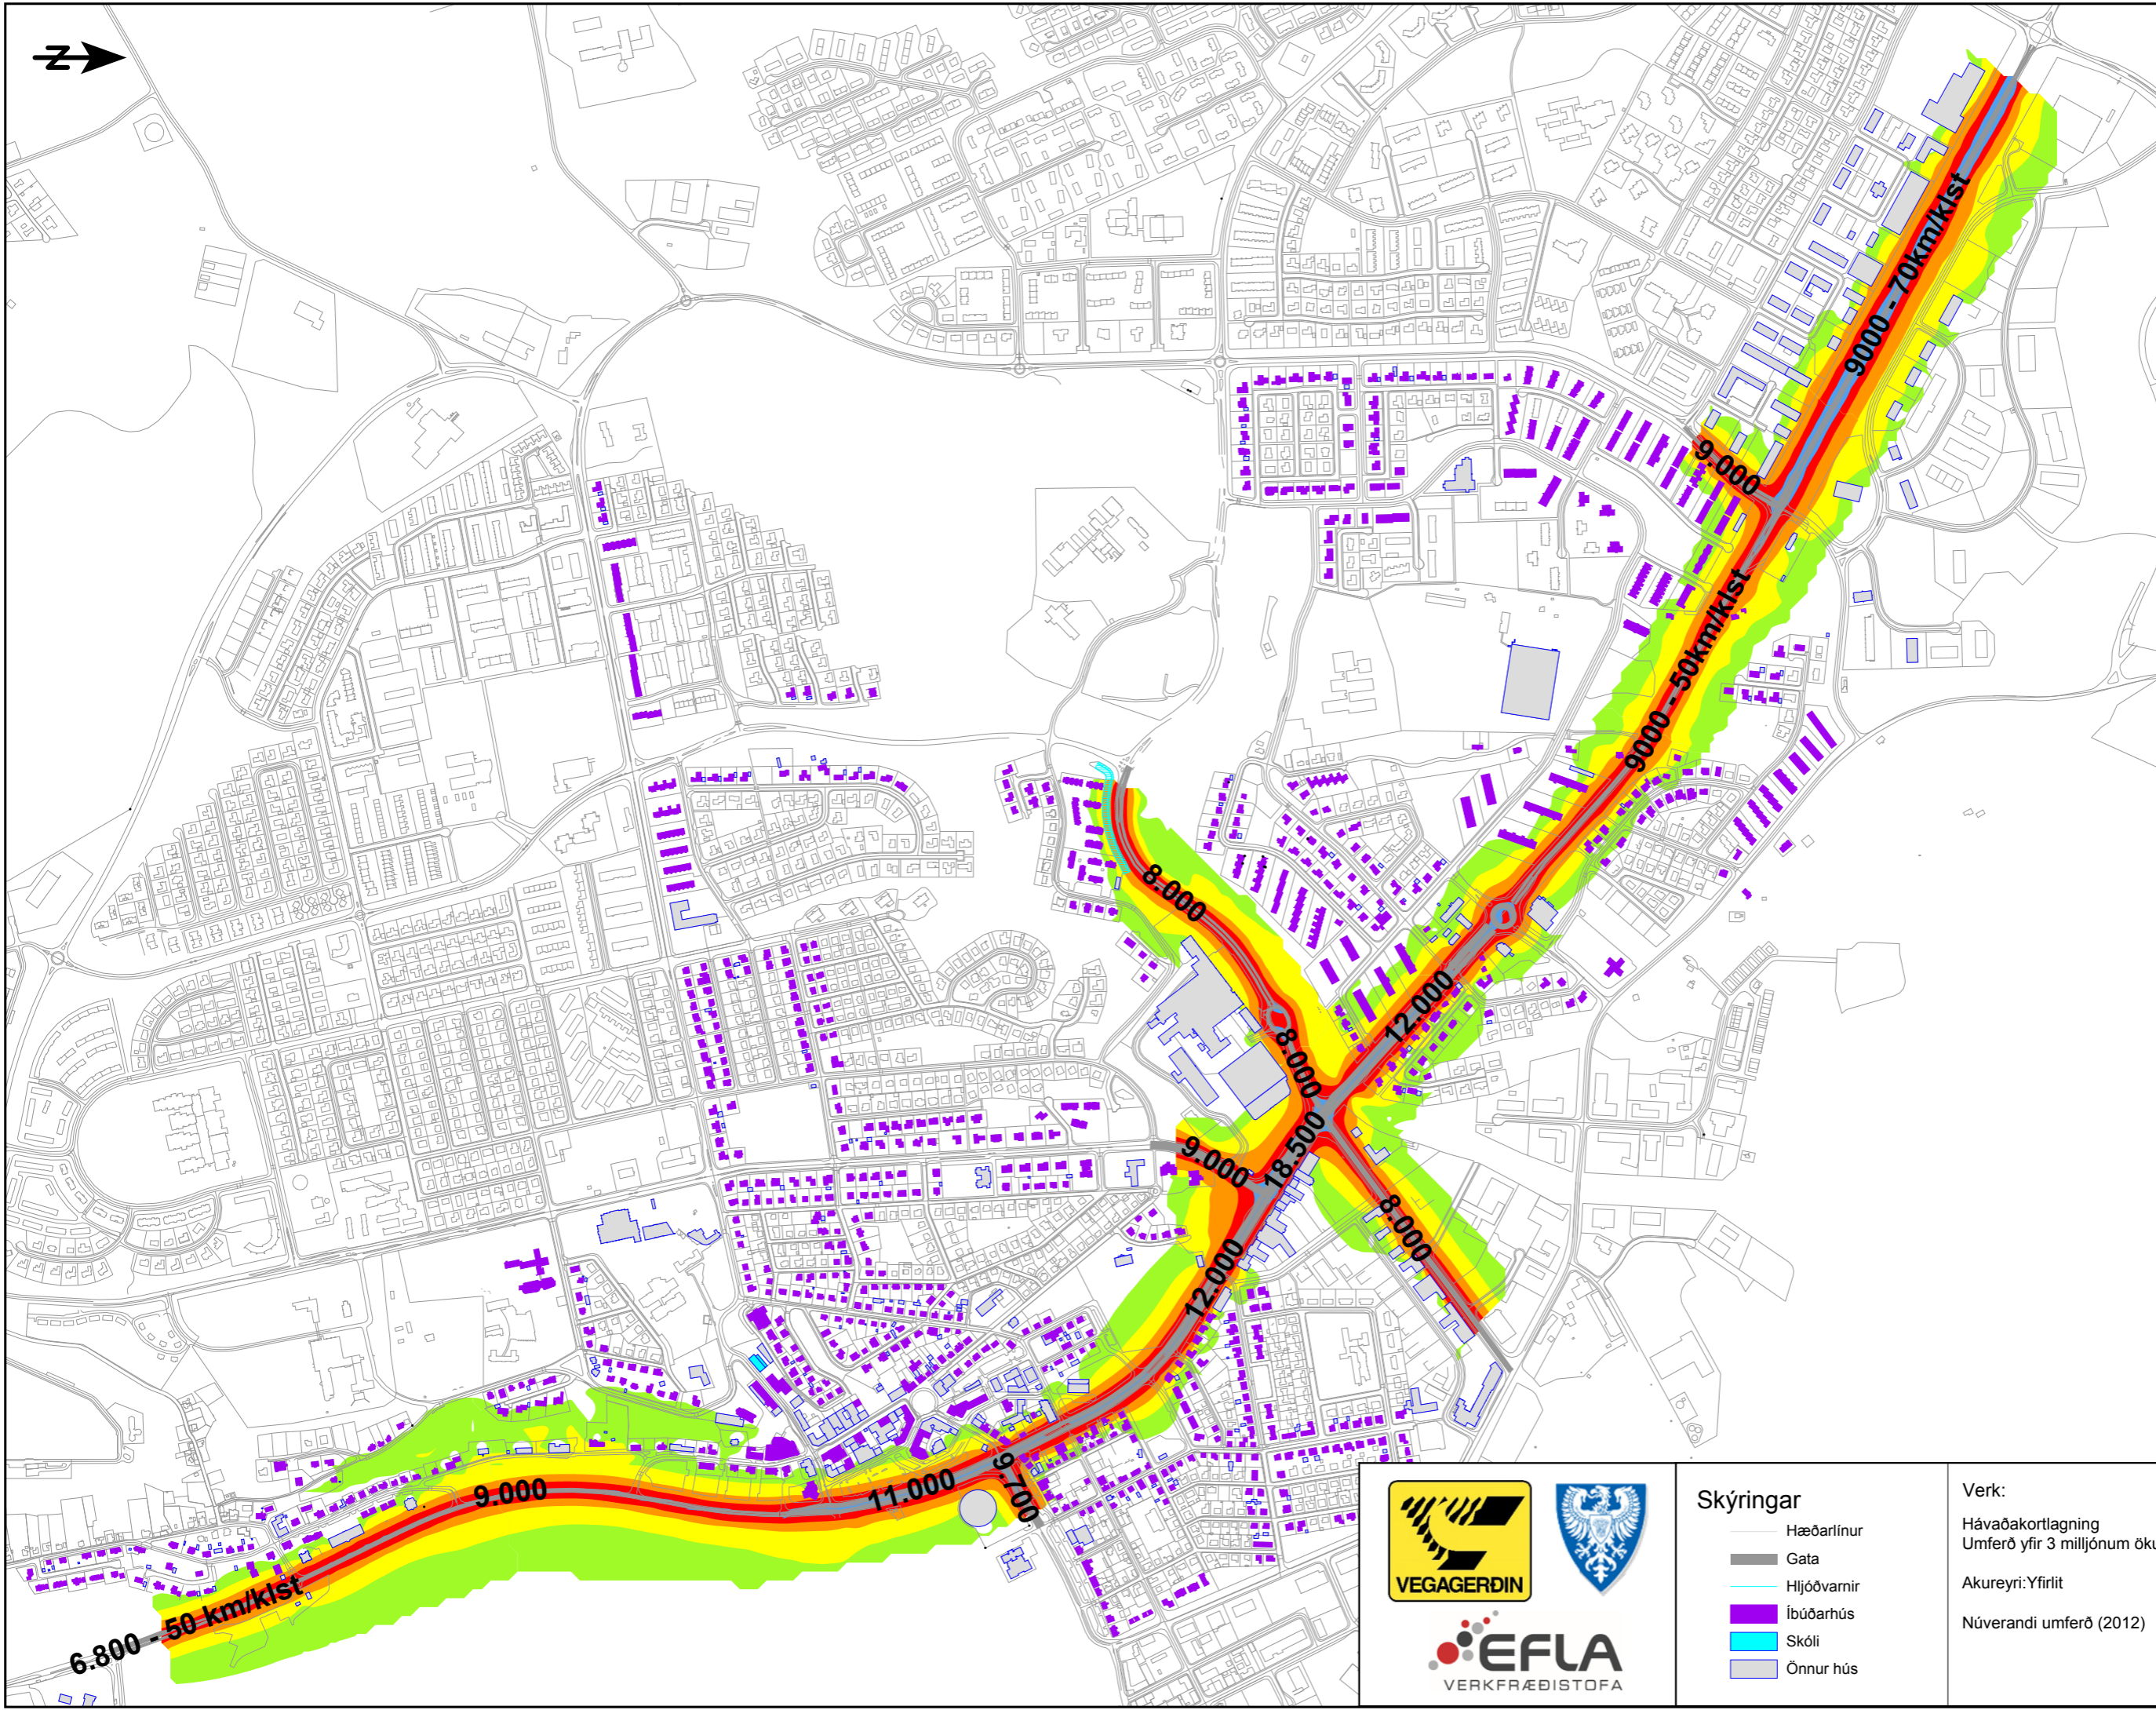 N
9000 - 70km/klst
9.000
9000 - 50km/klst
8.000
12.000
8.000
18.500
9.000
8.000
12.000
9.700
11.000
9.000
6.800 - 50 km/klst
VEGAGERÐIN
EFLA
VERKFRÆÐISTOFA
Skýringar
Hæðarlínur
Gata
Hljóðvarnir
Íbúðarhús
Skóli
Önnur hús
Verk:
Hávaðakortlagning
Umferð yfir 3 milljónum öku
Akureyri:Yfirlit
Núverandi umferð (2012)